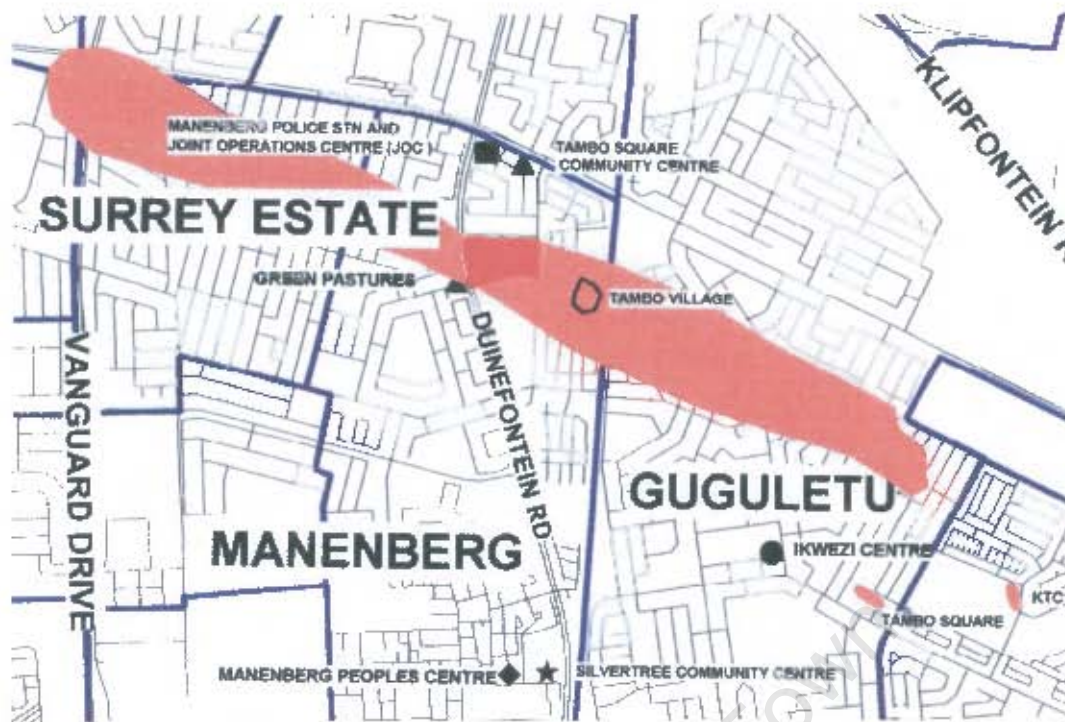 KLIPFONTEIN
MANENBERG POLICE STN AND
JOINT OPERATIONS CENTRE (JOC )
TAMBO SQUARE
COMMUNITY CENTRE
SURREY ESTATE
GREEN PASTURES
TAMBO VILLAGE
VANGUARD DRIVE
DUINEFONTEIN RD
GUGULETU
MANENBERG
IKWEZI CENTRE
TAMBO SQUARE
KTC
MANENBERG PEOPLES CENTRE
SILVERTREE COMMUNITY CENTRE